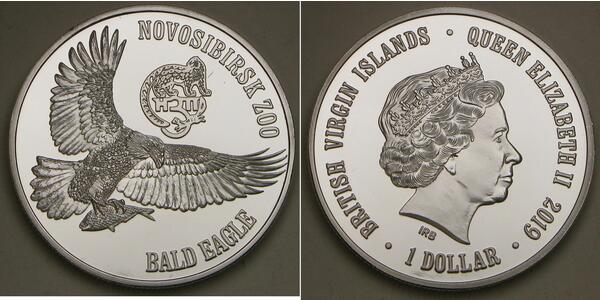 NOVOSIBIRSK ZOO
BALD EAGLE
BRITISH VIRGIN ISLANDS · QUEEN ELIZABETH II 2019 ·
IRB
1 DOLLAR ·